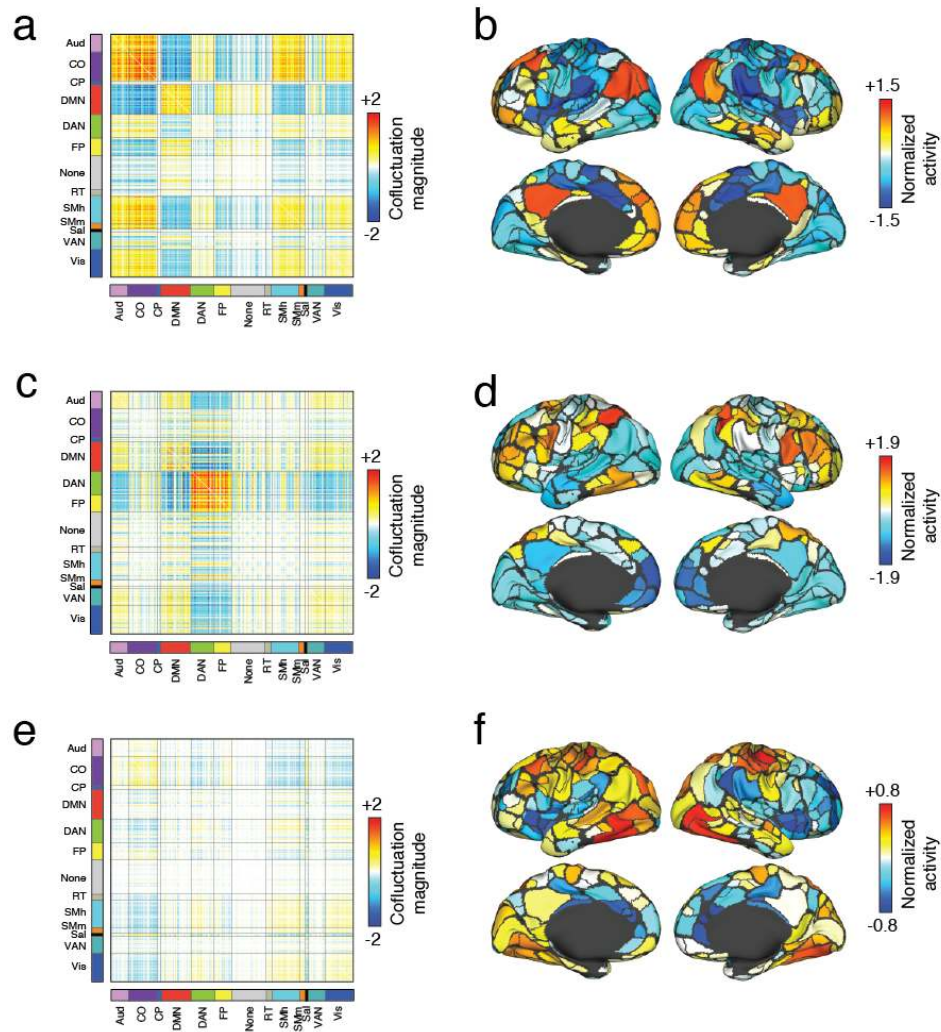 a
Aud
CO
CP
DMN
DAN
FP
None
RT
SMh
SMm
Sal
VAN
Vis
Aud
CO
CP
DMN
DAN
FP
None
RT
SMh
SMm
Sal
VAN
Vis
+2
-2
Cofluctuation
magnitude
b
+1.5
-1.5
Normalized
activity
c
Aud
CO
CP
DMN
DAN
FP
None
RT
SMh
SMm
Sal
VAN
Vis
Aud
CO
CP
DMN
DAN
FP
None
RT
SMh
SMm
Sal
VAN
Vis
+2
-2
Cofluctuation
magnitude
d
+1.9
-1.9
Normalized
activity
e
Aud
CO
CP
DMN
DAN
FP
None
RT
SMh
SMm
Sal
VAN
Vis
Aud
CO
CP
DMN
DAN
FP
None
RT
SMh
SMm
Sal
VAN
Vis
+2
-2
Cofluctuation
magnitude
f
+0.8
-0.8
Normalized
activity